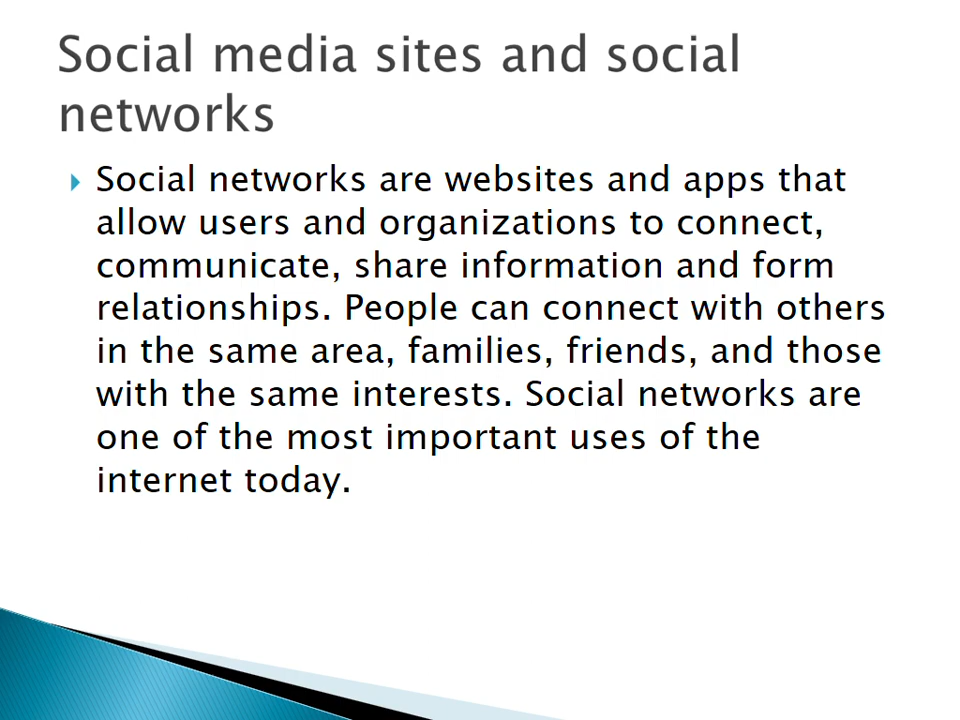 Social media sites and social
networks
Social networks are websites and apps that
allow users and organizations to connect,
communicate, share information and form
relationships. People can connect with others
in the same area, families, friends, and those
with the same interests. Social networks are
one of the most important uses of the
internet today.